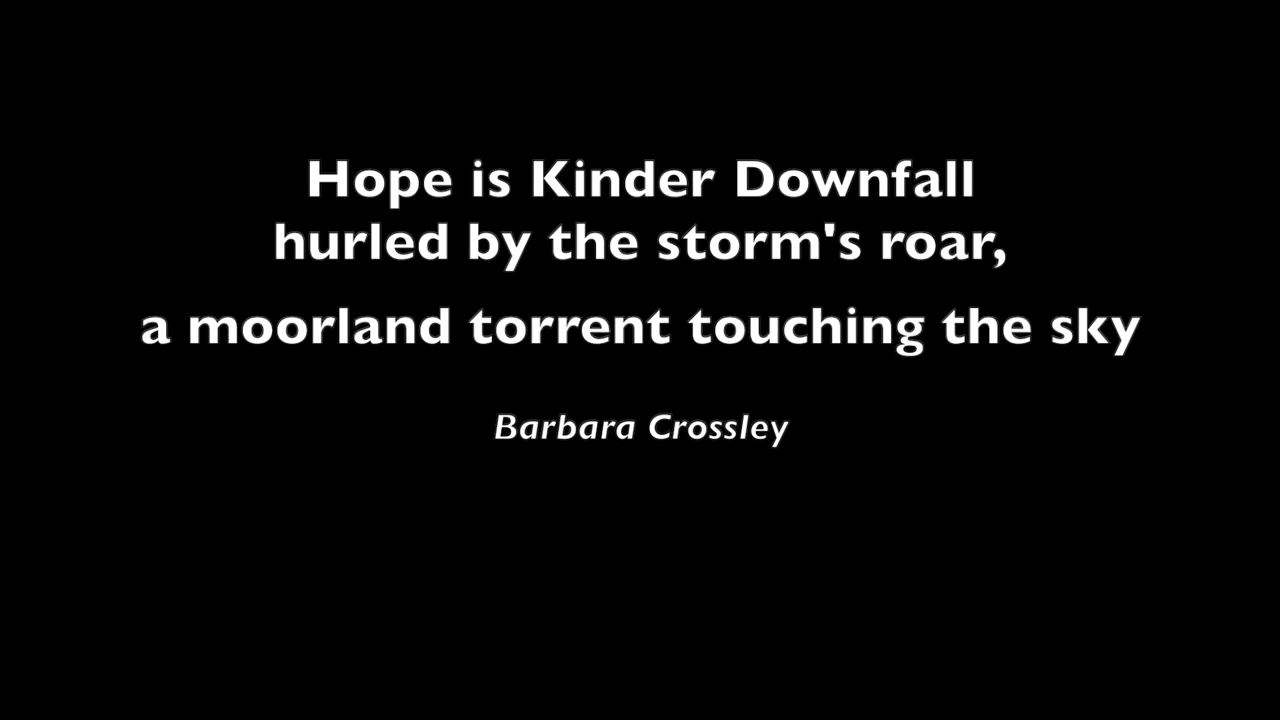 Hope is Kinder Downfall
hurled by the storm's roar,
a moorland torrent touching the sky
Barbara Crossley